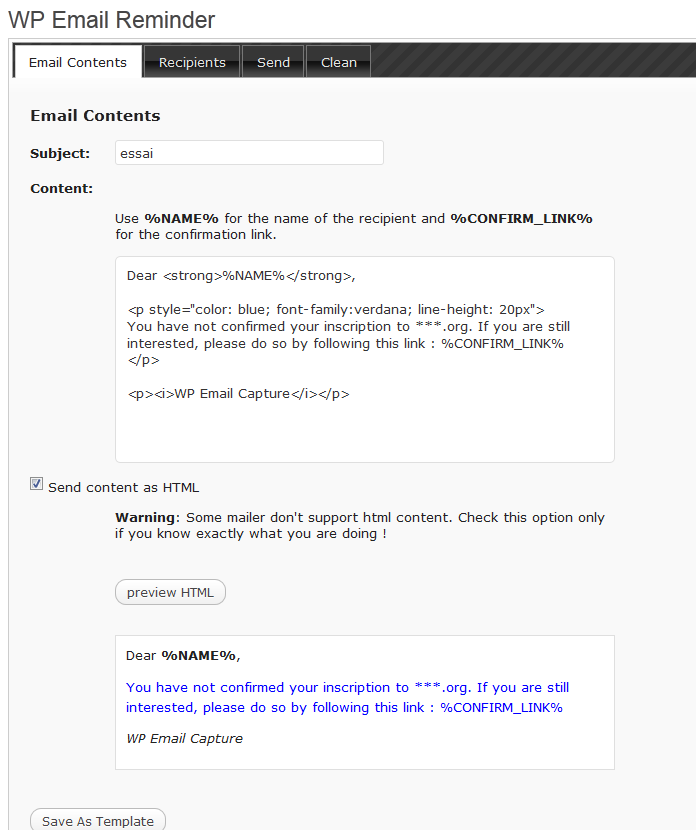 WP Email Reminder
Email Contents Recipients Send Clean
Email Contents
Subject: essai
Content:
Use %NAME% for the name of the recipient and %CONFIRM_LINK%
for the confirmation link.
Dear <strong>%NAME%</strong>,
<p style="color: blue; font-family:verdana; line-height: 20px">
You have not confirmed your inscription to ***.org. If you are still
interested, please do so by following this link : %CONFIRM_LINK%
</p>
<p><i>WP Email Capture</i></p>
Send content as HTML
Warning: Some mailer don't support html content. Check this option only
if you know exactly what you are doing !
preview HTML
Dear %NAME%,
You have not confirmed your inscription to ***.org. If you are still
interested, please do so by following this link : %CONFIRM_LINK%
WP Email Capture
Save As Template